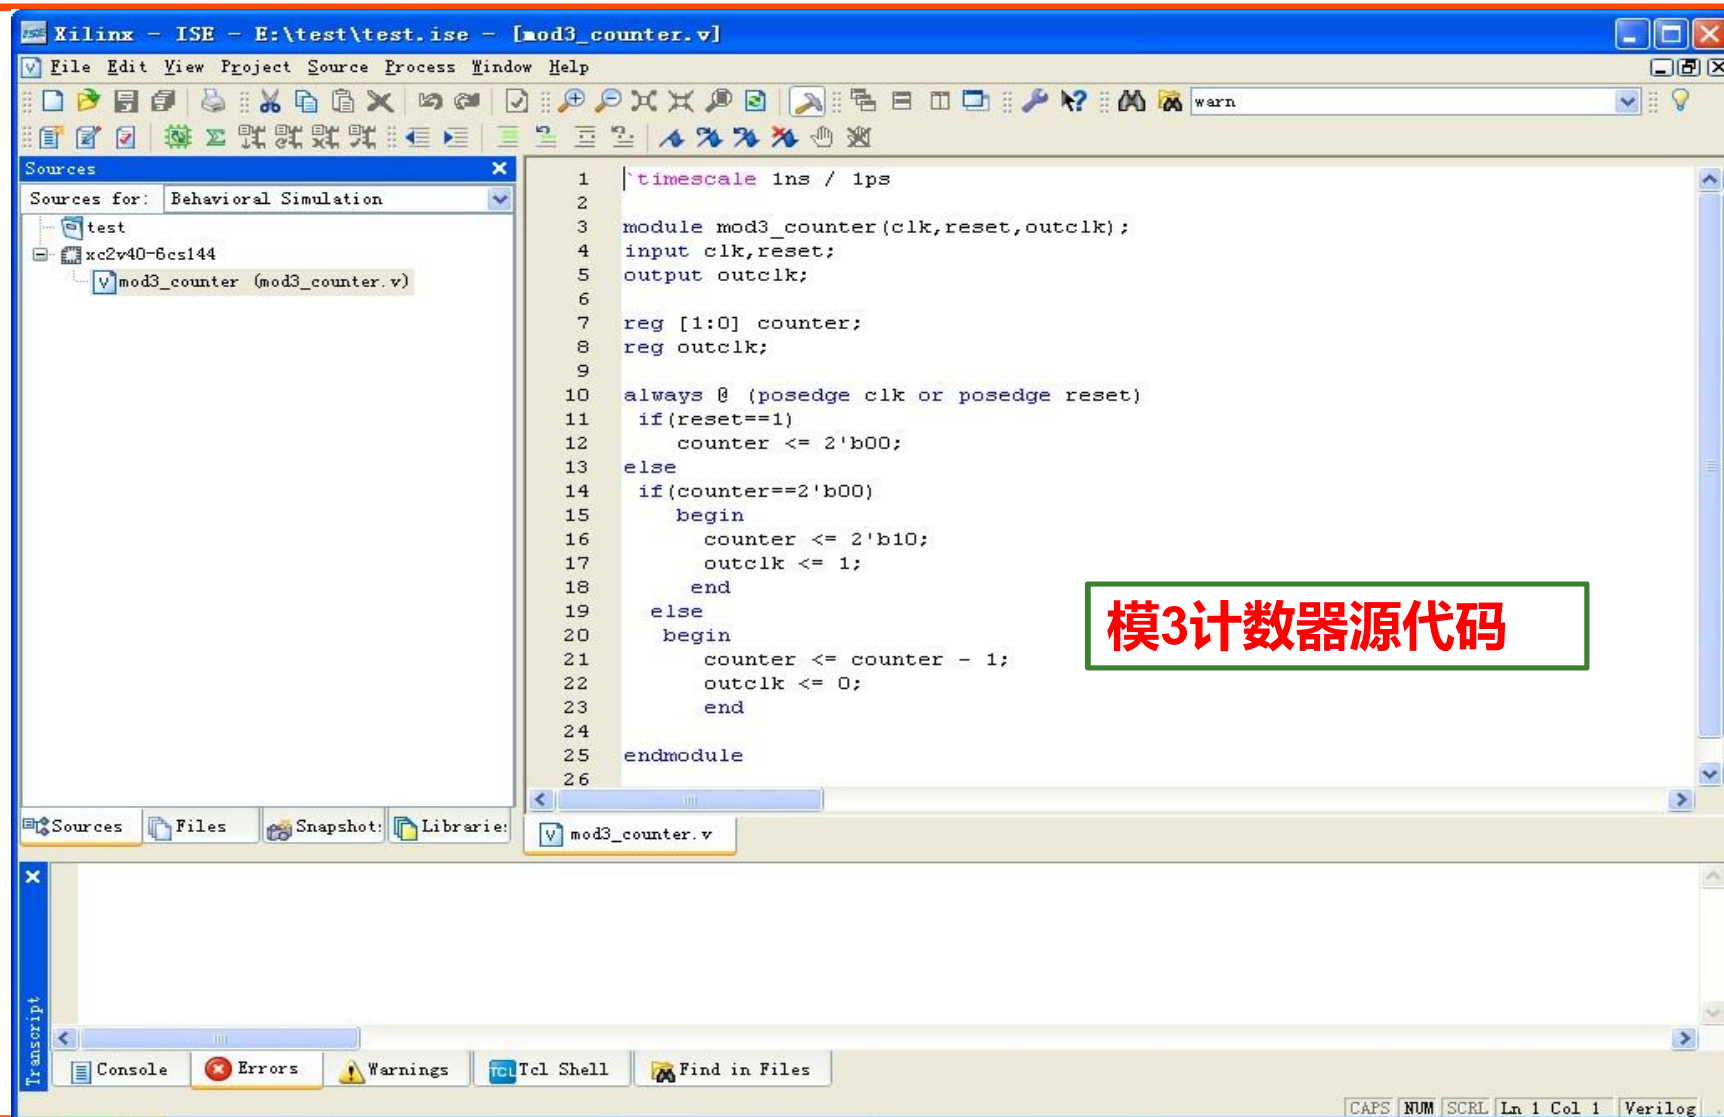 Xilinx - ISE - E:\test\test.ise - [mod3_counter.v]
File Edit View Project Source Process Window Help
warn
Sources
Sources for: Behavioral Simulation
test
xc2v40-6cs144
mod3_counter (mod3_counter.v)
1 `timescale 1ns / 1ps
2
3 module mod3_counter(clk,reset,outclk);
4 input clk,reset;
5 output outclk;
6
7 reg [1:0] counter;
8 reg outclk;
9
10 always @ (posedge clk or posedge reset)
11 if(reset==1)
12 counter <= 2'b00;
13 else
14 if(counter==2'b00)
15 begin
16 counter <= 2'b10;
17 outclk <= 1;
18 end
19 else
20 begin
21 counter <= counter - 1;
22 outclk <= 0;
23 end
24
25 endmodule
26
模3计数器源代码
Sources Files Snapshot: Librarie:
mod3_counter.v
Transcript
Console Errors Warnings Tcl Shell Find in Files
CAPS NUM SCRL Ln 1 Col 1 Verilog